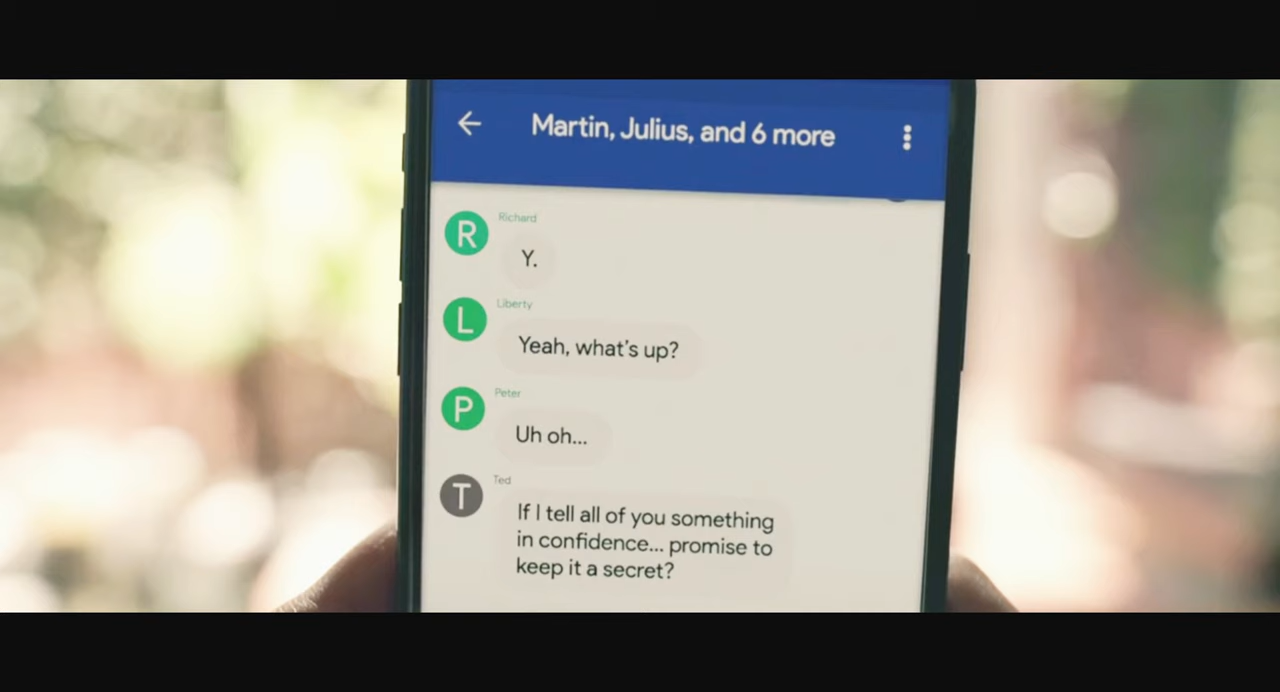 Martin, Julius, and 6 more
R
Richard
Y.
L
Liberty
Yeah, what's up?
P
Peter
Uh oh...
T
Ted
If I tell all of you something
in confidence... promise to
keep it a secret?